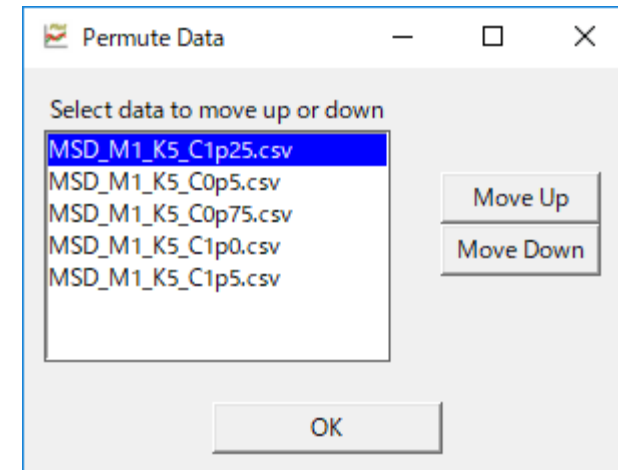 Permute Data
Select data to move up or down
MSD_M1_K5_C1p25.csv
MSD_M1_K5_C0p5.csv
MSD_M1_K5_C0p75.csv
MSD_M1_K5_C1p0.csv
MSD_M1_K5_C1p5.csv
Move Up
Move Down
OK